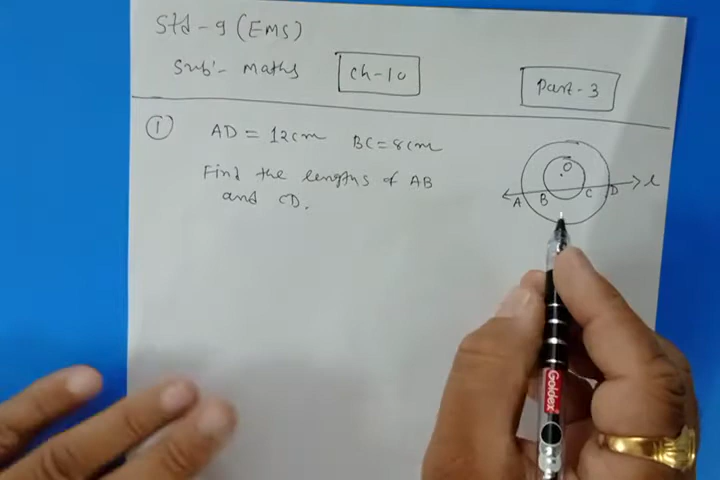 Std - 9 (EMS)
Sub:- maths
Ch-10
Part-3
① AD = 12cm BC = 8cm
Find the lengths of AB
and CD.
O
A B C D l
Goldex